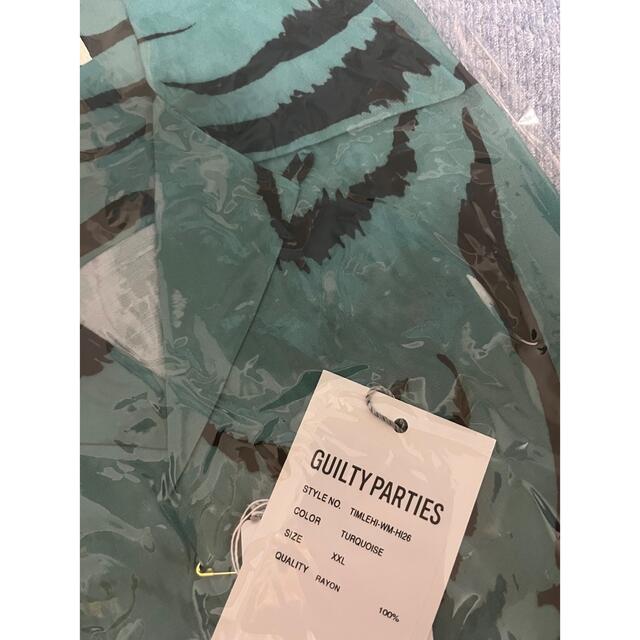 GUILTY PARTIES
STYLE NO. TIMLEHI-WM-HI26
COLOR TURQUOISE
SIZE XXL
QUALITY RAYON 100%